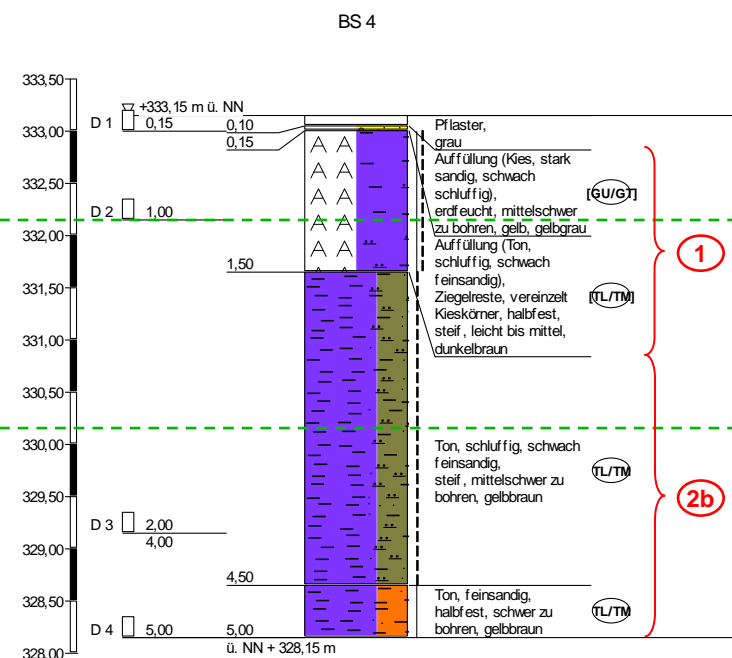 BS 4
333,50
333,00
332,50
332,00
331,50
331,00
330,50
330,00
329,50
329,00
328,50
328,00
+333,15 m ü. NN
D 1 0,15
D 2 1,00
D 3 2,00
4,00
D 4 5,00
0,10
0,15
1,50
4,50
5,00
ü. NN + 328,15 m
Pflaster,
grau
Auffüllung (Kies, stark
sandig, schwach
schluffig),
erdfeucht, mittelschwer
zu bohren, gelb, gelbgrau
[GU/GT]
Auffüllung (Ton,
schluffig, schwach
feinsandig),
Ziegelreste, vereinzelt
Kieskörner, halbfest,
steif, leicht bis mittel,
dunkelbraun
[TL/TM]
Ton, schluffig, schwach
feinsandig,
steif, mittelschwer zu
bohren, gelbbraun
TL/TM
Ton, feinsandig,
halbfest, schwer zu
bohren, gelbbraun
TL/TM
1
2b